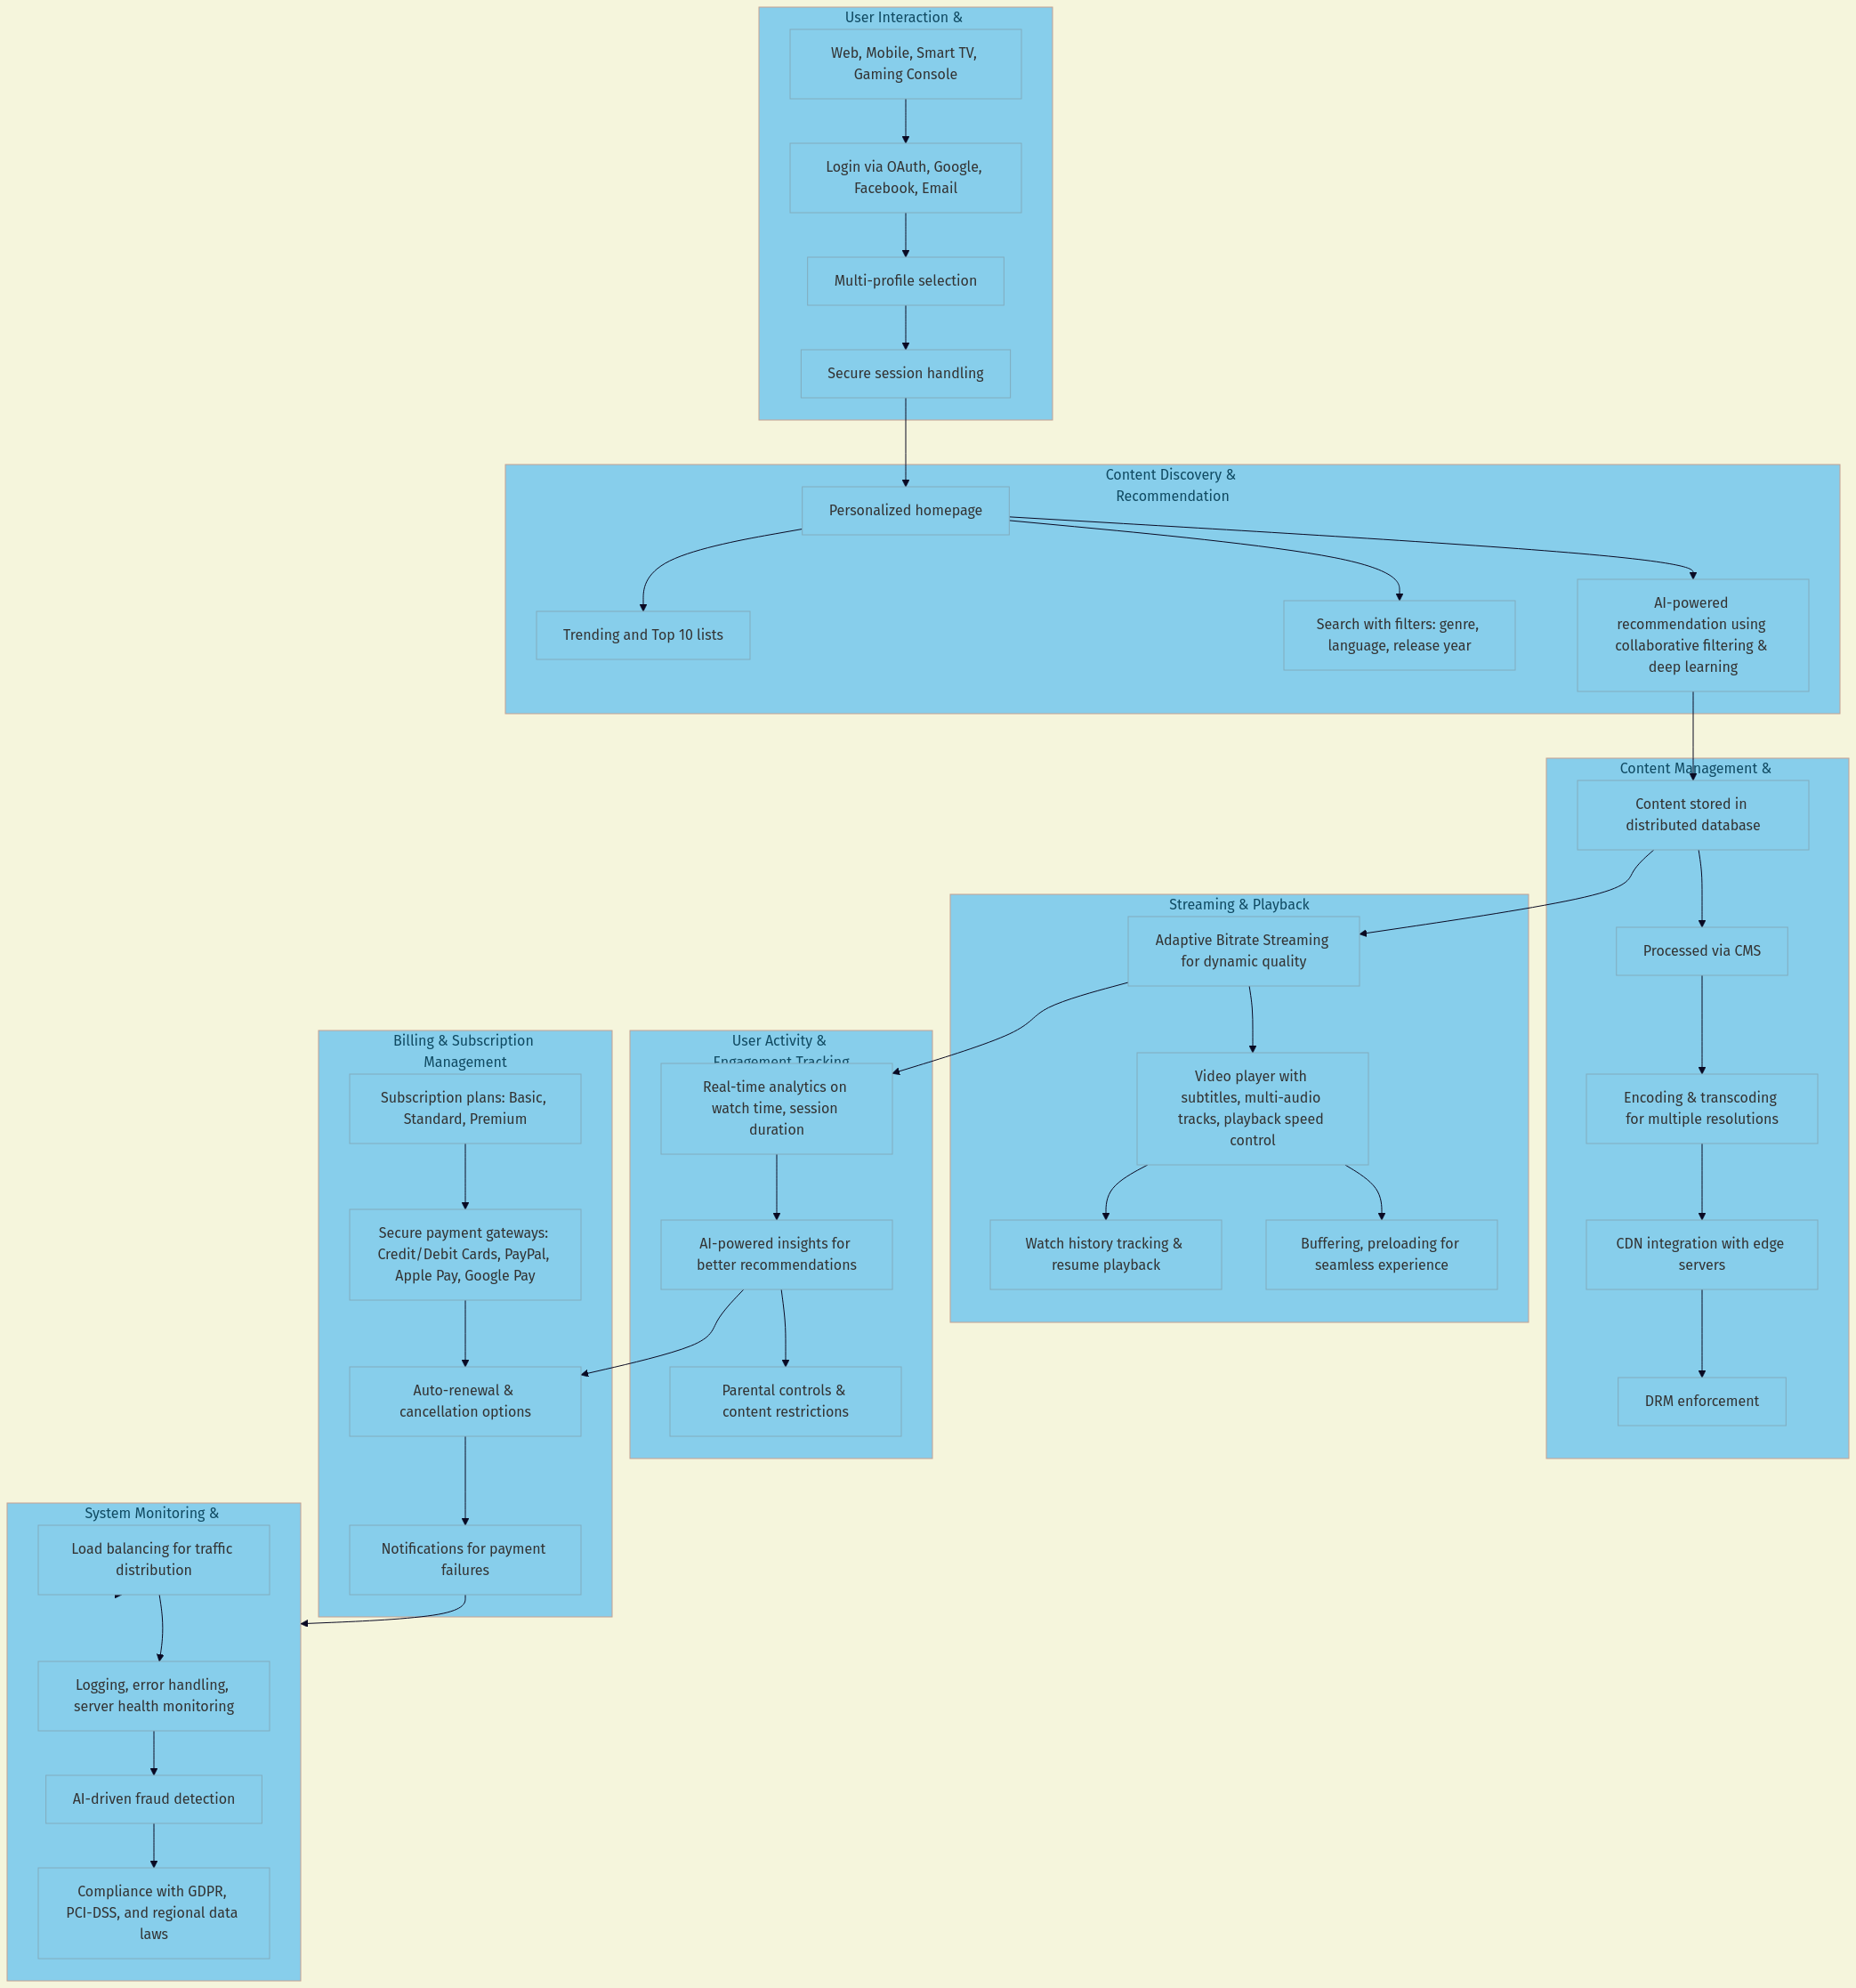 User Interaction &
Web, Mobile, Smart TV,
Gaming Console
Login via OAuth, Google,
Facebook, Email
Multi-profile selection
Secure session handling
Content Discovery &
Recommendation
Personalized homepage
Trending and Top 10 lists
Search with filters: genre,
language, release year
AI-powered
recommendation using
collaborative filtering &
deep learning
Content Management &
Content stored in
distributed database
Processed via CMS
Encoding & transcoding
for multiple resolutions
CDN integration with edge
servers
DRM enforcement
Streaming & Playback
Adaptive Bitrate Streaming
for dynamic quality
Video player with
subtitles, multi-audio
tracks, playback speed
control
Watch history tracking &
resume playback
Buffering, preloading for
seamless experience
User Activity &
Engagement Tracking
Real-time analytics on
watch time, session
duration
AI-powered insights for
better recommendations
Parental controls &
content restrictions
Billing & Subscription
Management
Subscription plans: Basic,
Standard, Premium
Secure payment gateways:
Credit/Debit Cards, PayPal,
Apple Pay, Google Pay
Auto-renewal &
cancellation options
Notifications for payment
failures
System Monitoring &
Load balancing for traffic
distribution
Logging, error handling,
server health monitoring
AI-driven fraud detection
Compliance with GDPR,
PCI-DSS, and regional data
laws